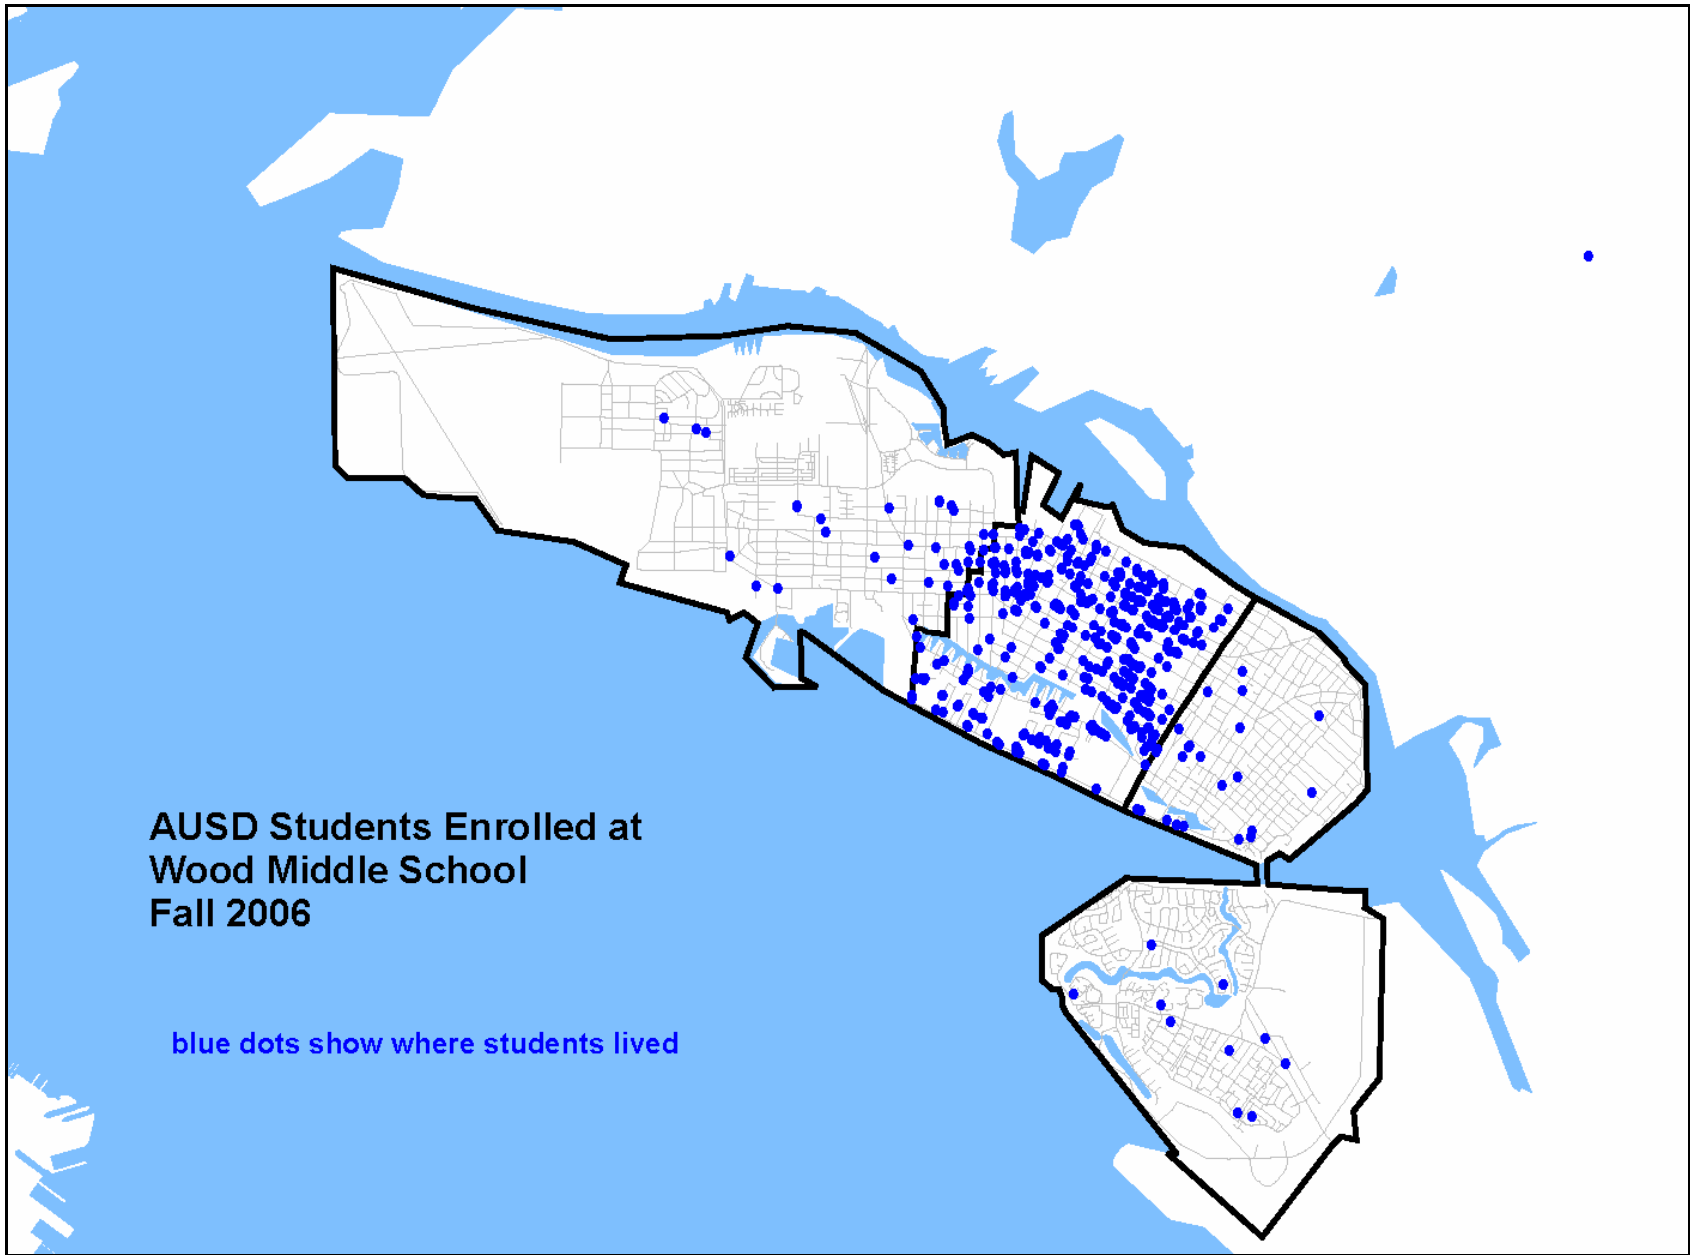 AUSD Students Enrolled at
Wood Middle School
Fall 2006
blue dots show where students lived